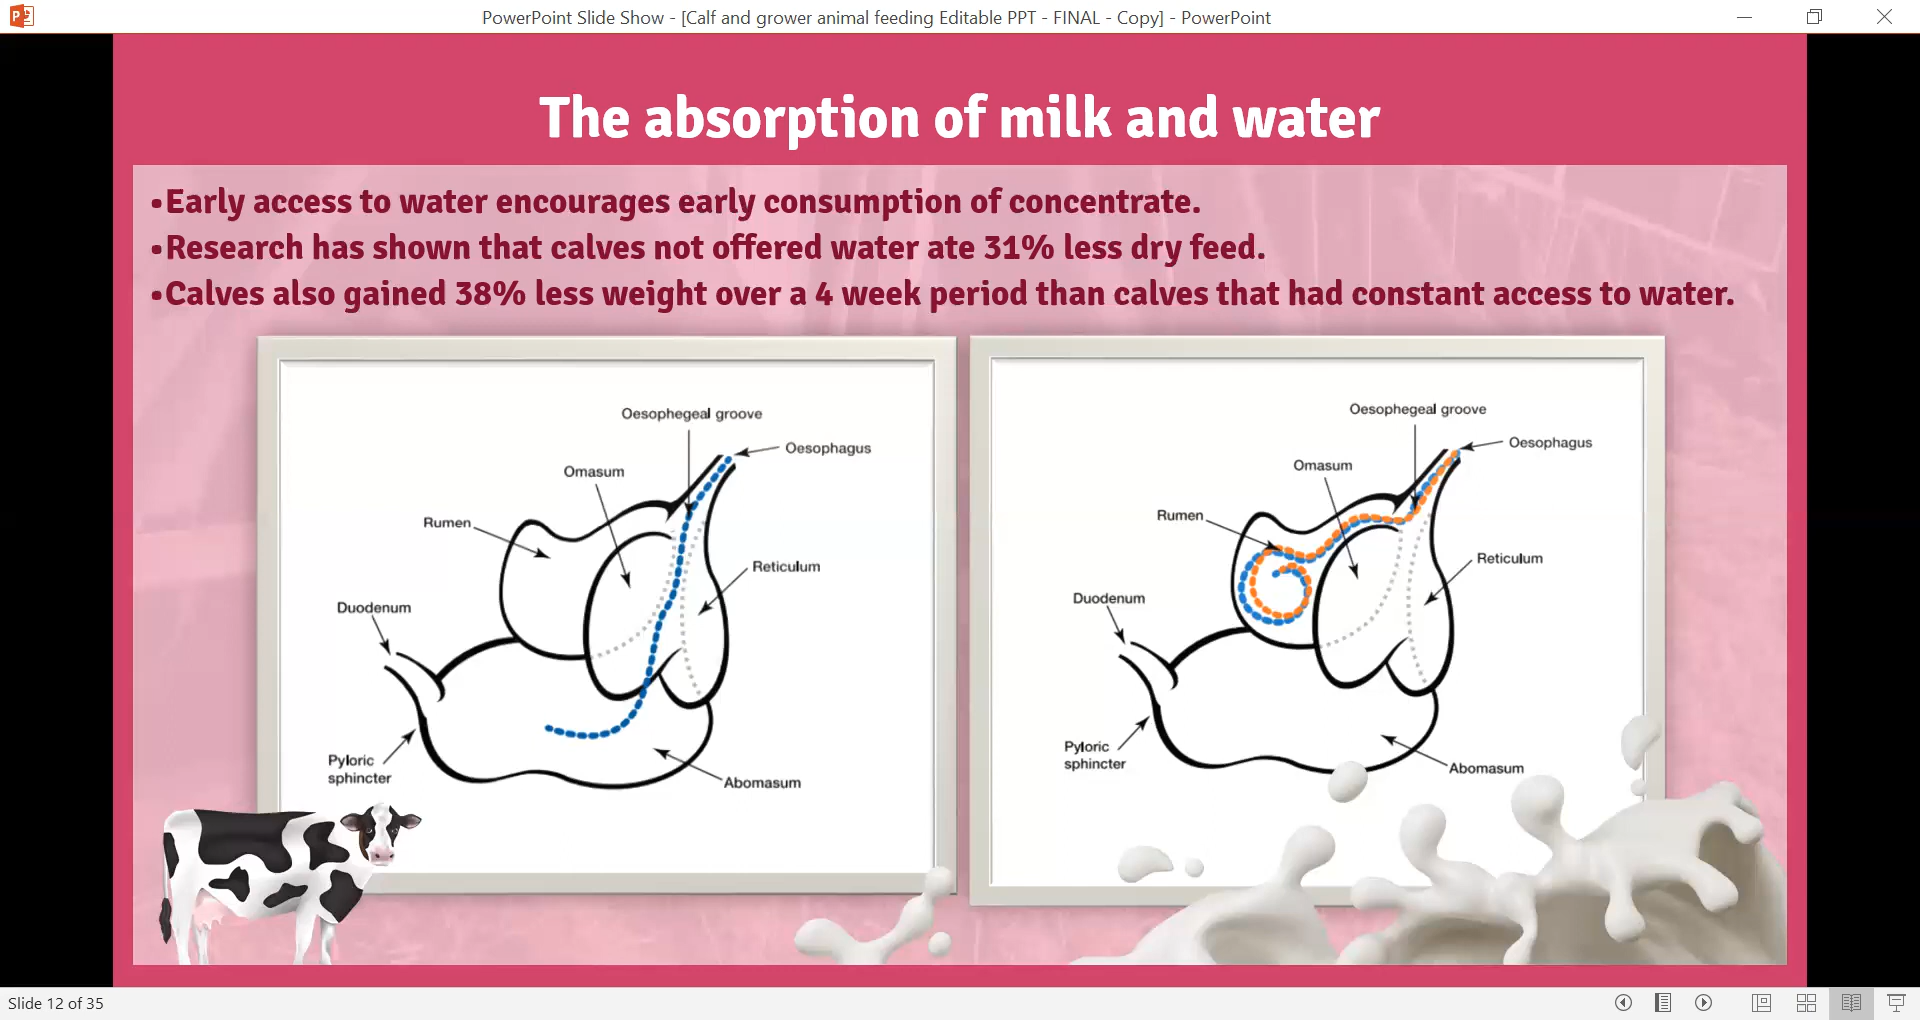 PowerPoint Slide Show - [Calf and grower animal feeding Editable PPT - FINAL - Copy] - PowerPoint
The absorption of milk and water
•Early access to water encourages early consumption of concentrate.
•Research has shown that calves not offered water ate 31% less dry feed.
•Calves also gained 38% less weight over a 4 week period than calves that had constant access to water.
Oesophegeal groove
Oesophagus
Omasum
Rumen
Reticulum
Duodenum
Pyloric
sphincter
Abomasum
Oesophegeal groove
Oesophagus
Omasum
Rumen
Reticulum
Duodenum
Pyloric
sphincter
Abomasum
Slide 12 of 35